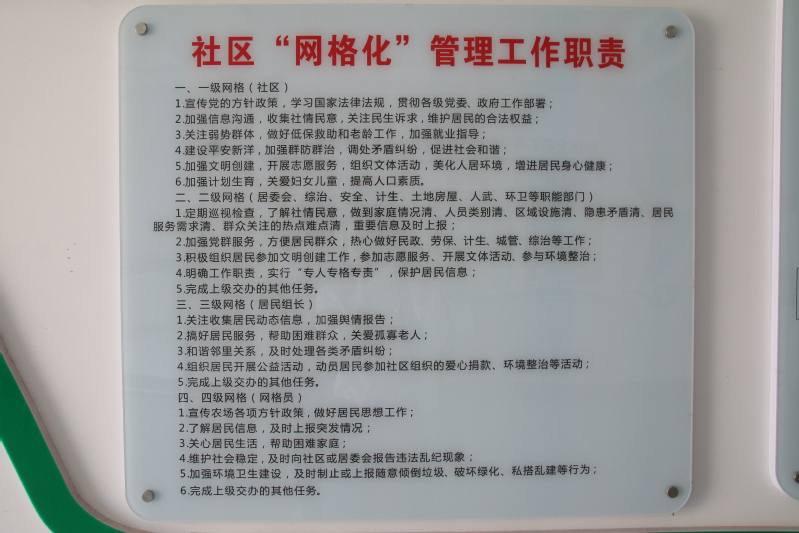 社区“网格化”管理工作职责
一、一级网格（社区）
1.宣传党的方针政策，学习国家法律法规，贯彻各级党委、政府工作部署；
2.加强信息沟通，收集社情民意，关注民生诉求，维护居民的合法权益；
3.关注弱势群体，做好低保救助和老龄工作，加强就业指导；
4.建设平安新洋，加强群防群治，调处矛盾纠纷，促进社会和谐；
5.加强文明创建，开展志愿服务，组织文体活动，美化人居环境，增进居民身心健康；
6.加强计划生育，关爱妇女儿童，提高人口素质。
二、二级网格（居委会、综治、安全、计生、土地房屋、人武、环卫等职能部门）
1.定期巡视检查，了解社情民意，做到家庭情况清、人员类别清、区域设施清、隐患矛盾清、居民
服务需求清、群众关注的热点难点清，重要信息及时上报；
2.加强党群服务，方便居民群众，热心做好民政、劳保、计生、城管、综治等工作；
3.积极组织居民参加文明创建工作，参加志愿服务、开展文体活动、参与环境整治；
4.明确工作职责，实行“专人专格专责”，保护居民信息；
5.完成上级交办的其他任务。
三、三级网格（居民组长）
1.关注收集居民动态信息，加强舆情报告；
2.搞好居民服务，帮助困难群众，关爱孤寡老人；
3.和谐邻里关系，及时处理各类矛盾纠纷；
4.组织居民开展公益活动，动员居民参加社区组织的爱心捐款、环境整治等活动；
5.完成上级交办的其他任务。
四、四级网格（网格员）
1.宣传农场各项方针政策，做好居民思想工作；
2.了解居民信息，及时上报突发情况；
3.关心居民生活，帮助困难家庭；
4.维护社会稳定，及时向社区或居委会报告违法乱纪现象；
5.加强环境卫生建设，及时制止或上报随意倾倒垃圾、破坏绿化、私搭乱建等行为；
6.完成上级交办的其他任务。